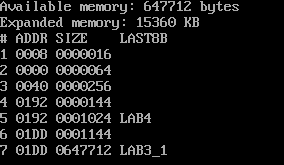 Available memory: 647712 bytes
Expanded memory: 15360 KB
# ADDR SIZE LAST8B
1 0008 0000016
2 0000 0000064
3 0040 0000256
4 0192 0000144
5 0192 0001024 LAB4
6 01DD 0001144
7 01DD 0647712 LAB3_1